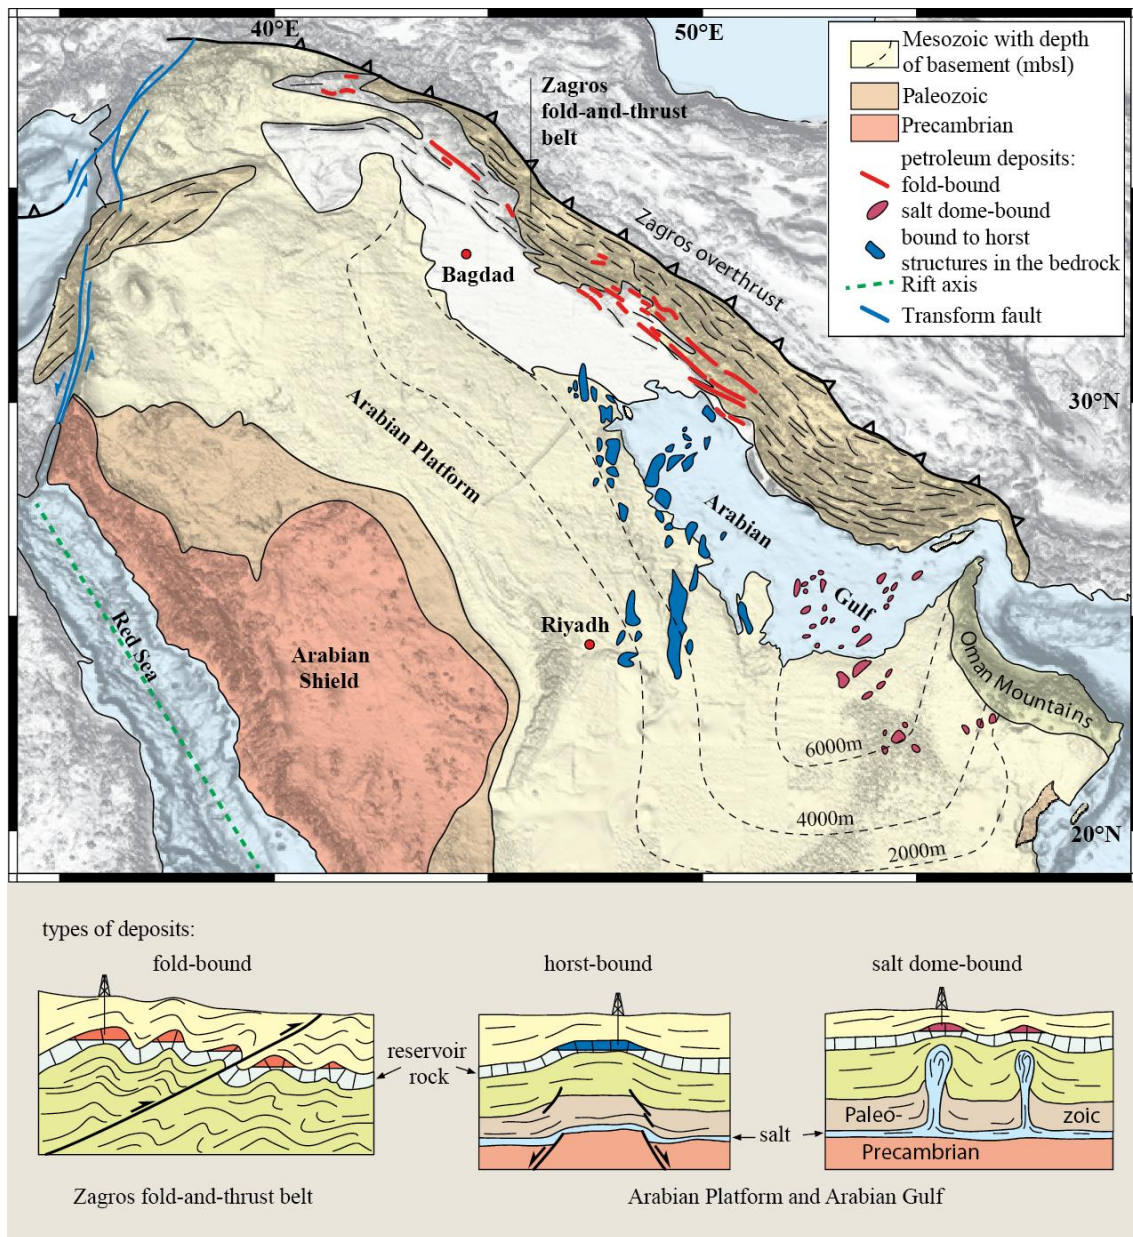 40°E
50°E
Zagros
fold-and-thrust
belt
Mesozoic with depth
of basement (mbsl)
Paleozoic
Precambrian
petroleum deposits:
fold-bound
salt dome-bound
bound to horst
structures in the bedrock
Rift axis
Transform fault
Zagros overthrust
Bagdad
30°N
Arabian Platform
Arabian
Gulf
Riyadh
Red Sea
Arabian
Shield
Oman Mountains
6000m
4000m
2000m
20°N
types of deposits:
fold-bound
horst-bound
salt dome-bound
reservoir
rock
salt
Paleo-
zoic
Precambrian
Zagros fold-and-thrust belt
Arabian Platform and Arabian Gulf